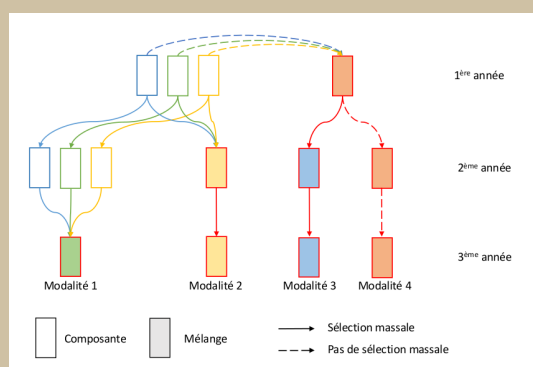 1ère année
2ème année
3ème année
Modalité 1
Modalité 2
Modalité 3
Modalité 4
Composante
Mélange
Sélection massale
Pas de sélection massale